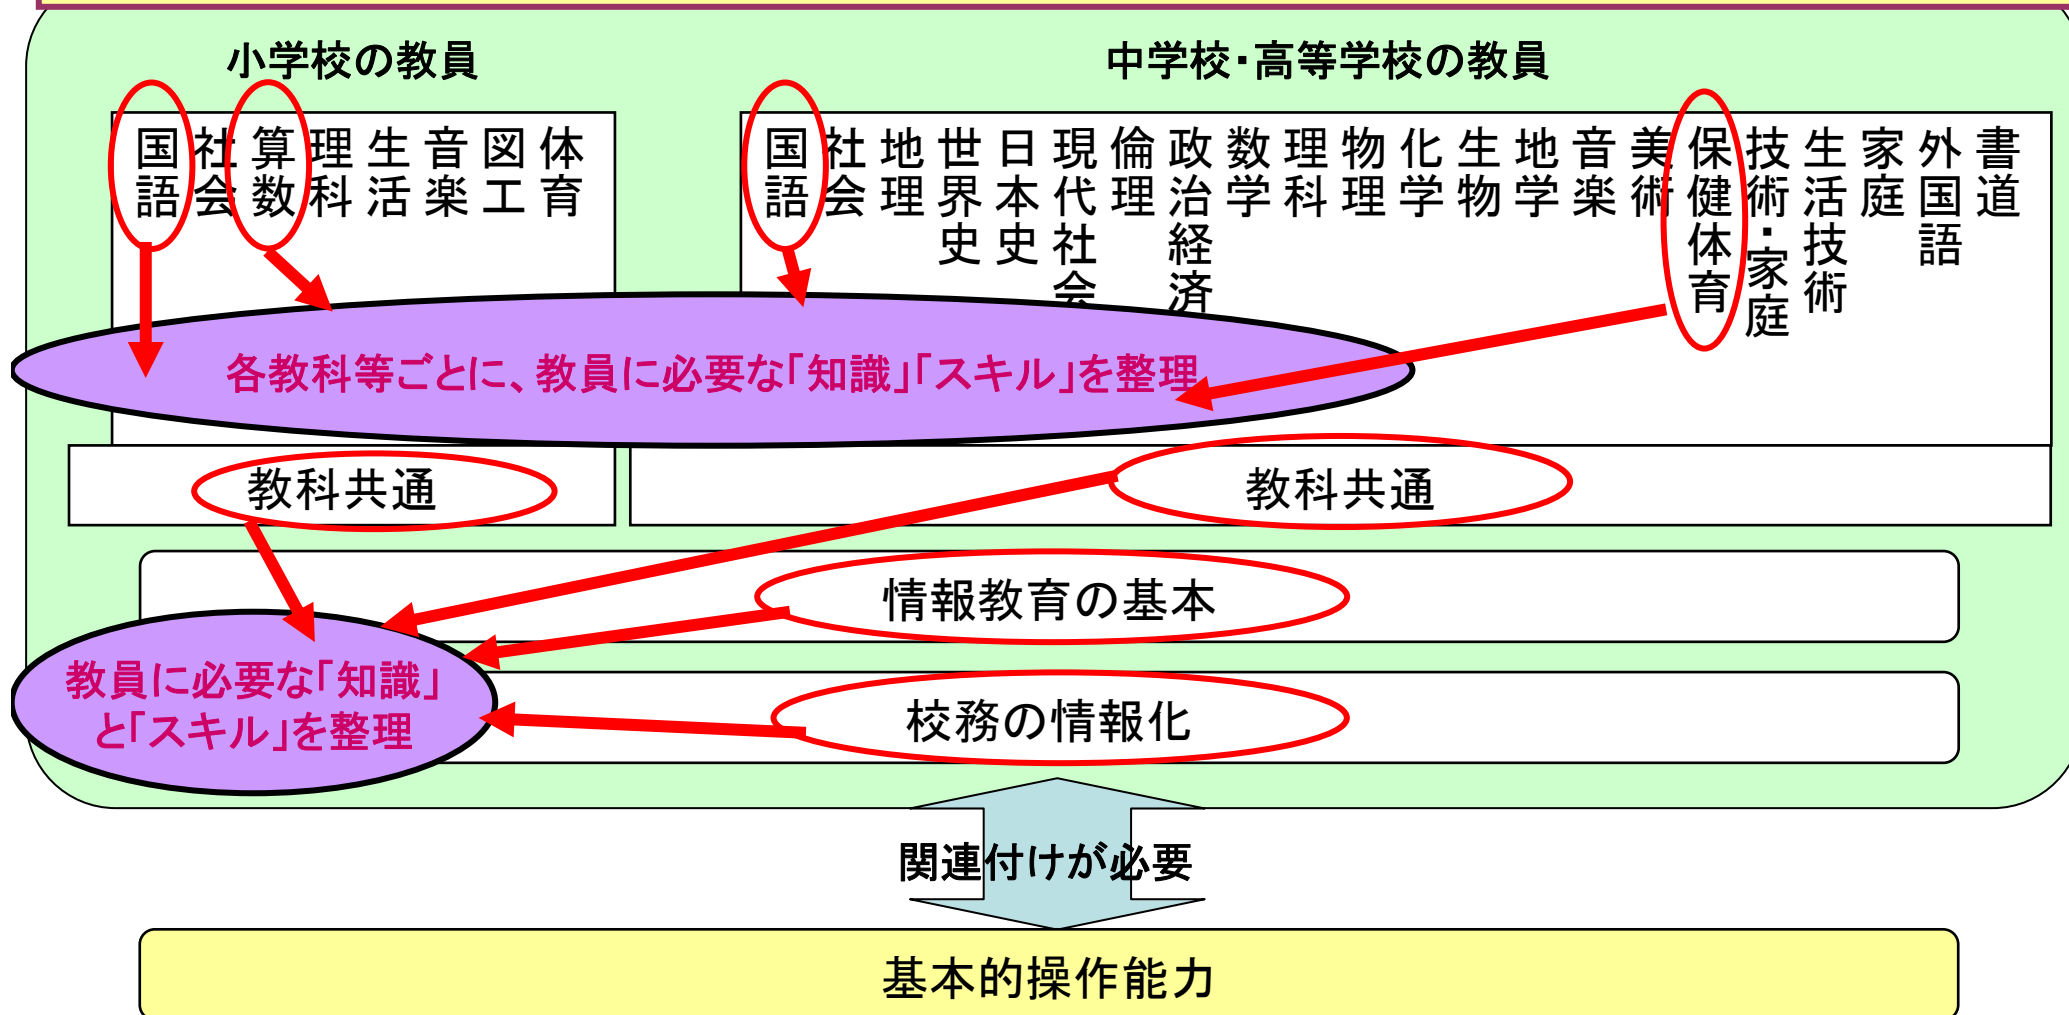 小学校の教員
中学校・高等学校の教員
国語
社会
算数
理科
生活
音楽
図工
体育
国語
社会
地理
世界史
日本史
現代社会
倫理
政治経済
数学
理科
物理
化学
生物
地学
音楽
美術
保健体育
技術・家庭
生活技術
家庭
外国語
書道
各教科等ごとに、教員に必要な「知識」「スキル」を整理
教科共通
教科共通
情報教育の基本
教員に必要な「知識」
と「スキル」を整理
校務の情報化
関連付けが必要
基本的操作能力